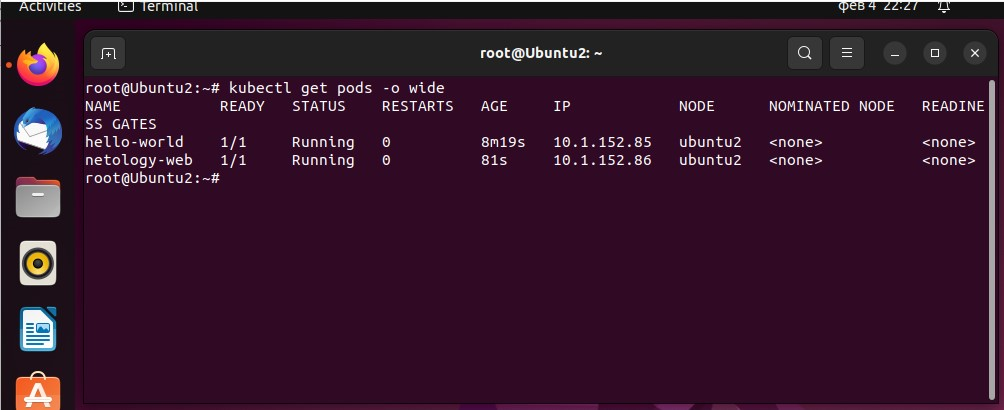 Activities Terminal фев 4 22:27
root@Ubuntu2: ~
root@Ubuntu2:~# kubectl get pods -o wide
NAME READY STATUS RESTARTS AGE IP NODE NOMINATED NODE READINE
SS GATES
hello-world 1/1 Running 0 8m19s 10.1.152.85 ubuntu2 <none> <none>
netology-web 1/1 Running 0 81s 10.1.152.86 ubuntu2 <none> <none>
root@Ubuntu2:~#